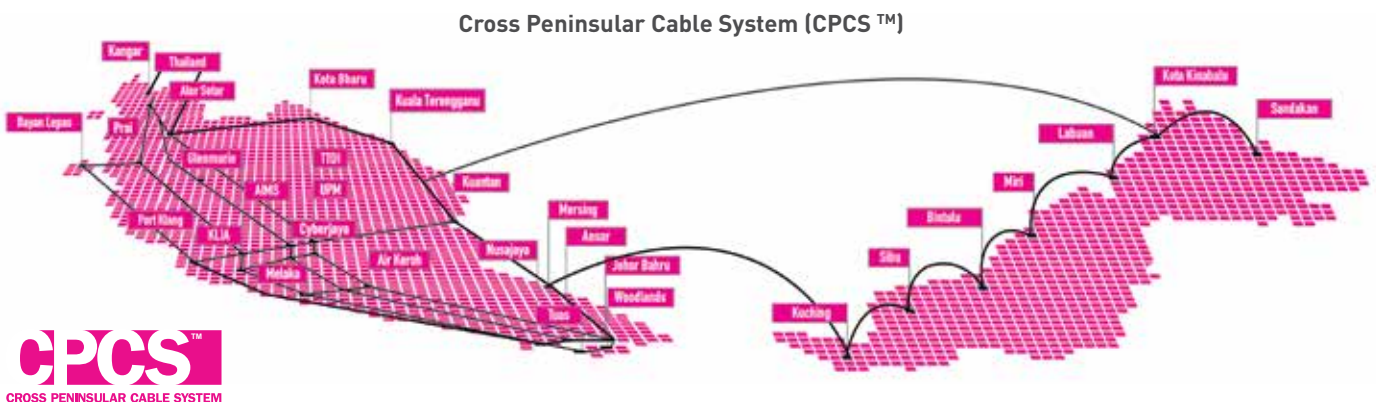 Cross Peninsular Cable System (CPCS ™)
Kangar
Thailand
Alor Setar
Kota Bharu
Kuala Terengganu
Kota Kinabalu
Sandakan
Bayan Lepas
Prai
Labuan
Glenmarie
TTDI
AIMS
UPM
Kuantan
Miri
Mersing
Bintulu
Port Klang
KLIA
Cyberjaya
Nusajaya
Ansar
Air Keroh
Sibu
Johor Bahru
Melaka
Woodlands
Tuas
Kuching
CPCS™
CROSS PENINSULAR CABLE SYSTEM